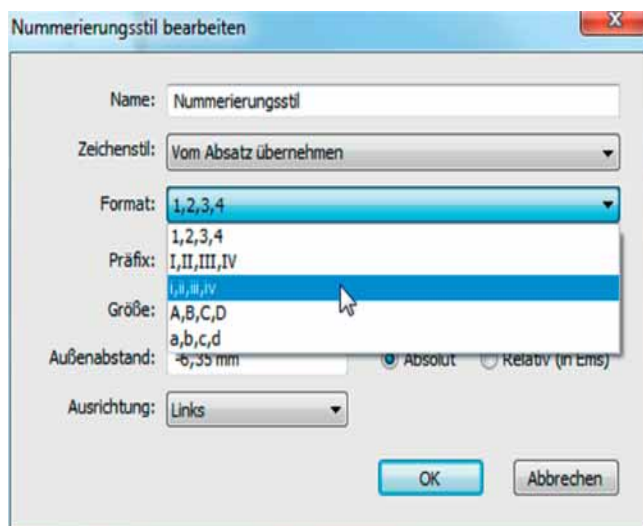 Nummerierungsstil bearbeiten
x
Name: Nummerierungsstil
Zeichenstil: Vom Absatz übernehmen
Format: 1,2,3,4
1,2,3,4
Präfix: I,II,III,IV
i,ii,iii,iv
Größe: A,B,C,D
a,b,c,d
Außenabstand: -6,35 mm Absolut Relativ (in Ems)
Ausrichtung: Links
OK Abbrechen